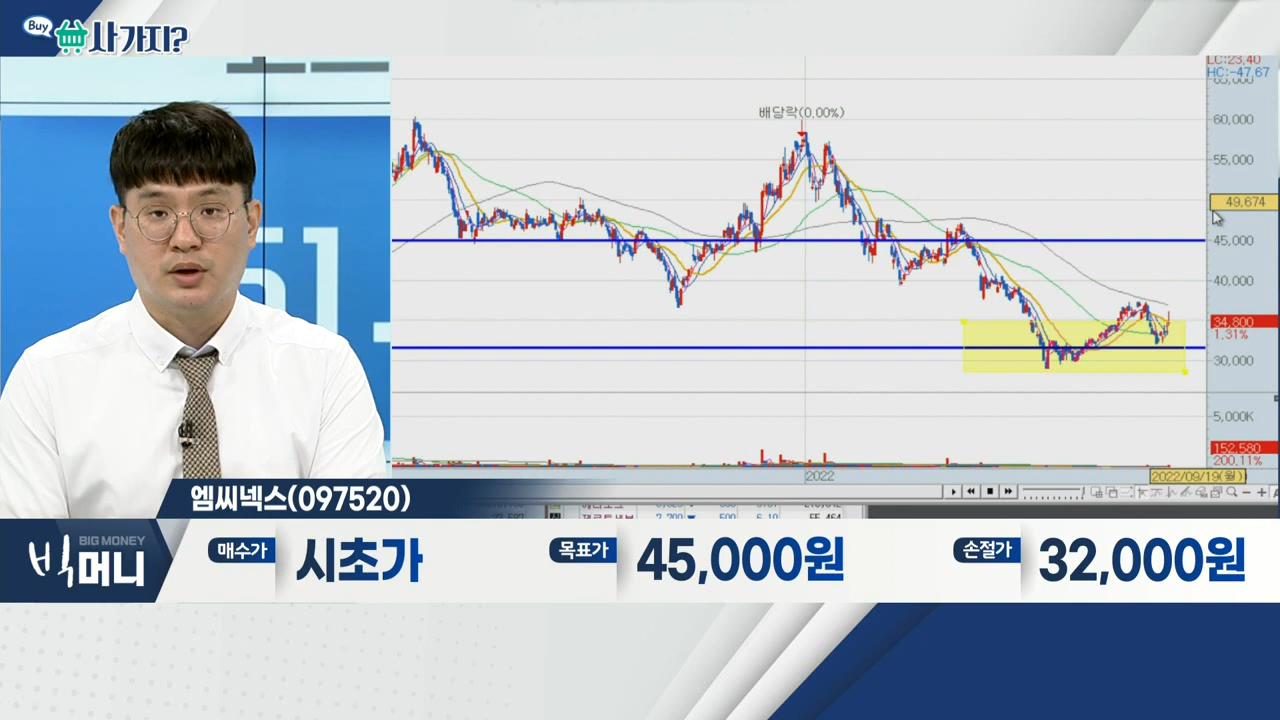 Buy
사가지?
배당락(0.00%)
LC:23.40
HC:-47.67
65,000
60,000
55,000
49,674
45,000
40,000
34,800
1.31%
30,000
5,000K
152,580
200.11%
2022
2022/09/19(월)
엠씨넥스(097520)
BIG MONEY
빅머니
매수가 시초가
목표가 45,000원
손절가 32,000원